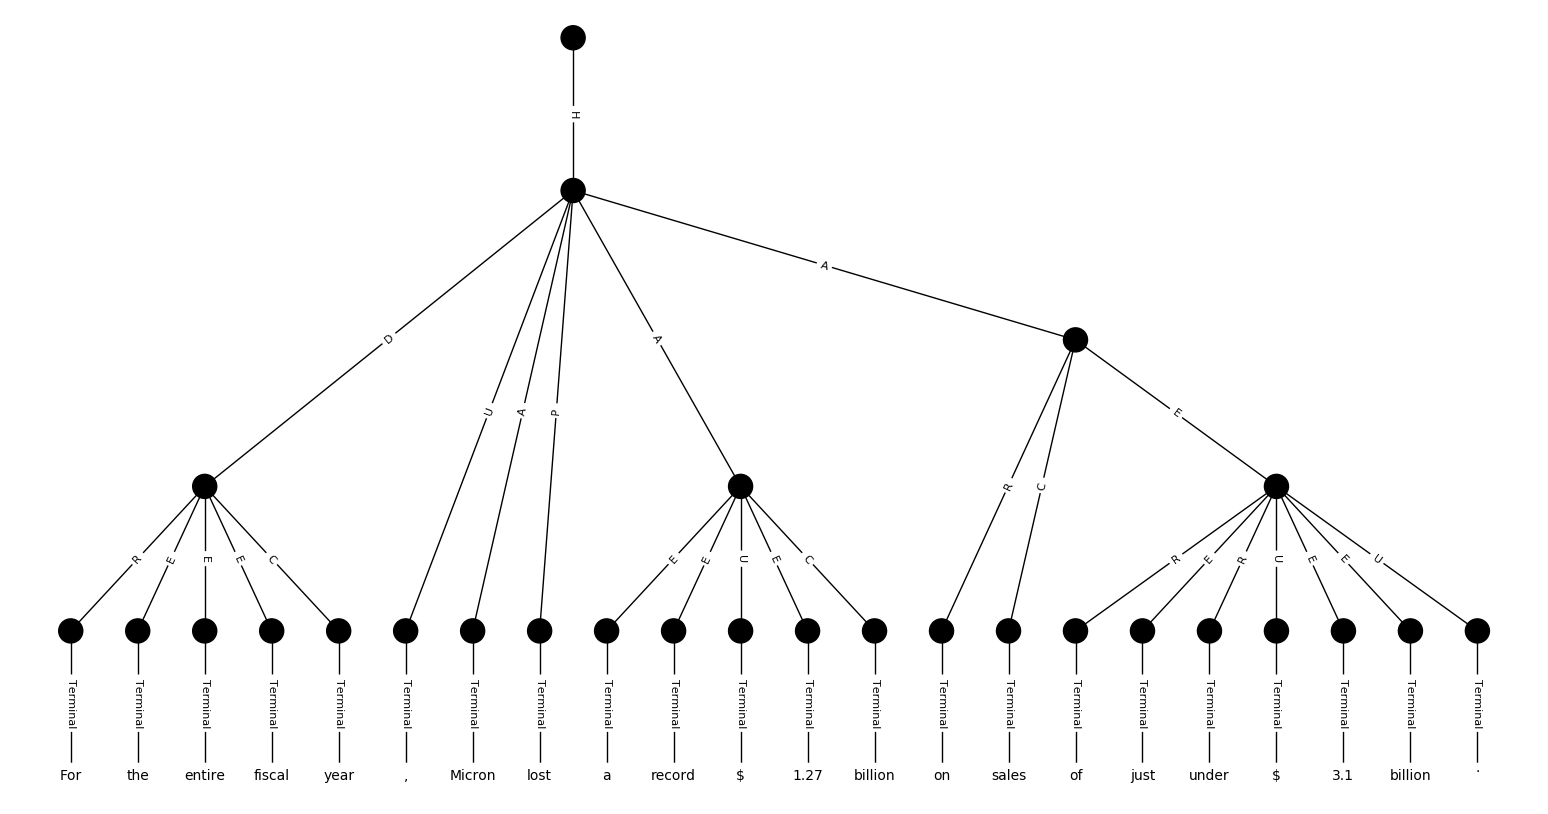 H
A
D
A
U
A
P
E
R
C
R
E
E
E
C
E
E
U
E
C
R
E
R
U
E
E
U
Terminal Terminal Terminal Terminal Terminal Terminal Terminal Terminal Terminal Terminal Terminal Terminal Terminal Terminal Terminal Terminal Terminal Terminal Terminal Terminal Terminal Terminal
For the entire fiscal year , Micron lost a record $ 1.27 billion on sales of just under $ 3.1 billion .